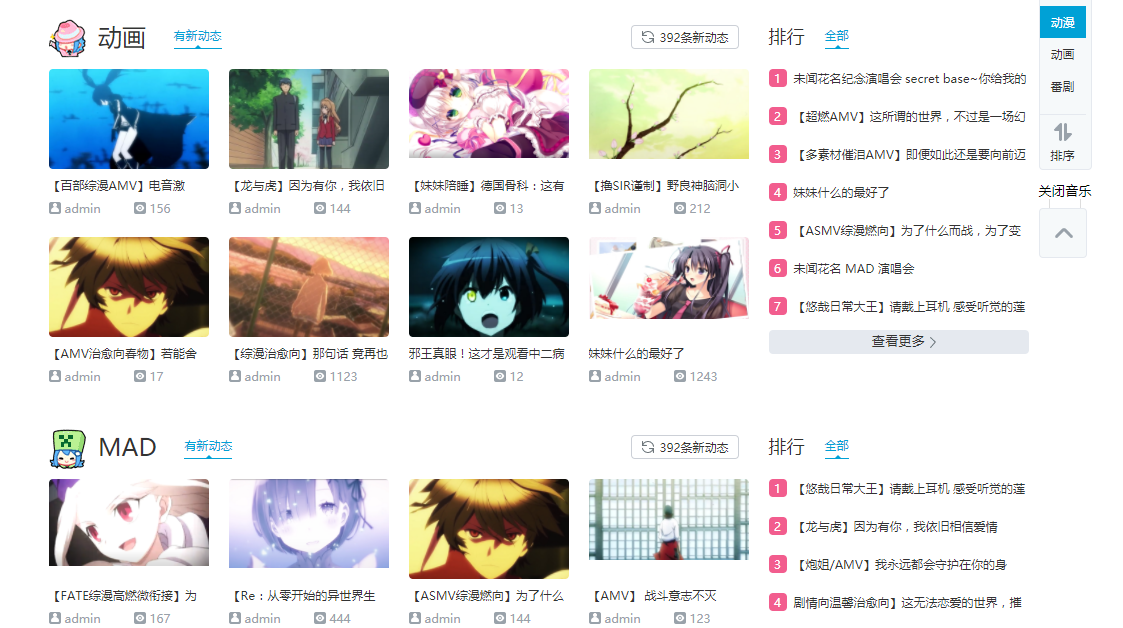 动画
有新动态
392条新动态
排行
全部
【百部综漫AMV】电音激
admin 156
【龙与虎】因为有你，我依旧
admin 144
【妹妹陪睡】德国骨科：这有
admin 13
【撸SIR谨制】野良神脑洞小
admin 212
【AMV治愈向春物】若能舍
admin 17
【综漫治愈向】那句话 竟再也
admin 1123
邪王真眼！这才是观看中二病
admin 12
妹妹什么的最好了
admin 1243
1 未闻花名纪念演唱会 secret base~你给我的
2 【超燃AMV】这所谓的世界，不过是一场幻
3 【多素材催泪AMV】即便如此还是要向前迈
4 妹妹什么的最好了
5 【ASMV综漫燃向】为了什么而战，为了变
6 未闻花名 MAD 演唱会
7 【悠哉日常大王】请戴上耳机 感受听觉的莲
查看更多
动漫
动画
番剧
排序
关闭音乐
MAD
有新动态
392条新动态
排行
全部
【FATE综漫高燃微衔接】为
admin 167
【Re：从零开始的异世界生
admin 444
【ASMV综漫燃向】为了什么
admin 144
【AMV】 战斗意志不灭
admin 123
1 【悠哉日常大王】请戴上耳机 感受听觉的莲
2 【龙与虎】因为有你，我依旧相信爱情
3 【炮姐/AMV】我永远都会守护在你的身
4 剧情向温馨治愈向】这无法恋爱的世界，摧